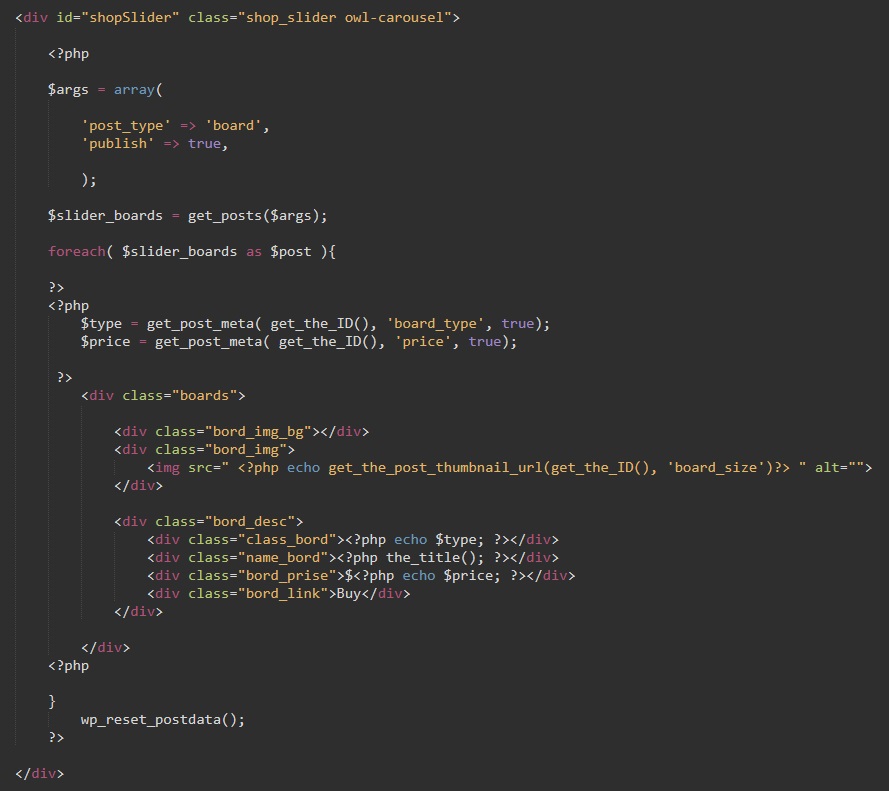 <div id="shopSlider" class="shop_slider owl-carousel">
<?php
$args = array(
'post_type' => 'board',
'publish' => true,
);
$slider_boards = get_posts($args);
foreach( $slider_boards as $post ){
?>
<?php
$type = get_post_meta( get_the_ID(), 'board_type', true);
$price = get_post_meta( get_the_ID(), 'price', true);
?>
<div class="boards">
<div class="bord_img_bg"></div>
<div class="bord_img">
<img src=" <?php echo get_the_post_thumbnail_url(get_the_ID(), 'board_size')?> " alt="">
</div>
<div class="bord_desc">
<div class="class_bord"><?php echo $type; ?></div>
<div class="name_bord"><?php the_title(); ?></div>
<div class="bord_prise">$<?php echo $price; ?></div>
<div class="bord_link">Buy</div>
</div>
</div>
<?php
}
wp_reset_postdata();
?>
</div>